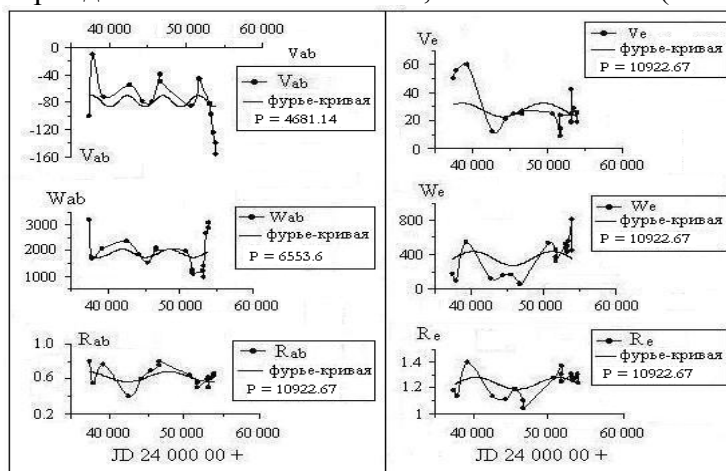 40 000 50 000 60 000
Vab
0
-40
-80
-120
-160
Vab
Vab
фурье-кривая
P = 4681.14
Wab
3000
2000
1000
Wab
фурье-кривая
P = 6553.6
40 000 50 000 60 000
Rab
1.0
0.6
0.2
Rab
фурье-кривая
P = 10922.67
40 000 50 000 60 000
JD 24 000 00 +
Ve
60
40
20
0
Ve
фурье-кривая
P = 10922.67
40 000 50 000 60 000
We
800
400
0
We
фурье-кривая
P = 10922.67
40 000 50 000 60 000
Re
1.4
1.2
1
Re
фурье-кривая
P = 10922.67
40 000 50 000 60 000
JD 24 000 00 +